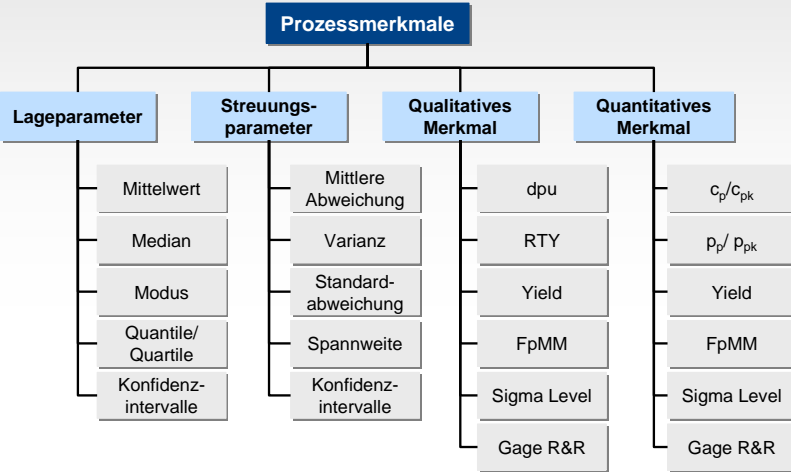 Prozessmerkmale
Lageparameter
Mittelwert
Median
Modus
Quantile/
Quartile
Konfidenz-
intervalle
Streuungs-
parameter
Mittlere
Abweichung
Varianz
Standard-
abweichung
Spannweite
Konfidenz-
intervalle
Qualitatives
Merkmal
dpu
RTY
Yield
FpMM
Sigma Level
Gage R&R
Quantitatives
Merkmal
cp/cpk
pp/ ppk
Yield
FpMM
Sigma Level
Gage R&R